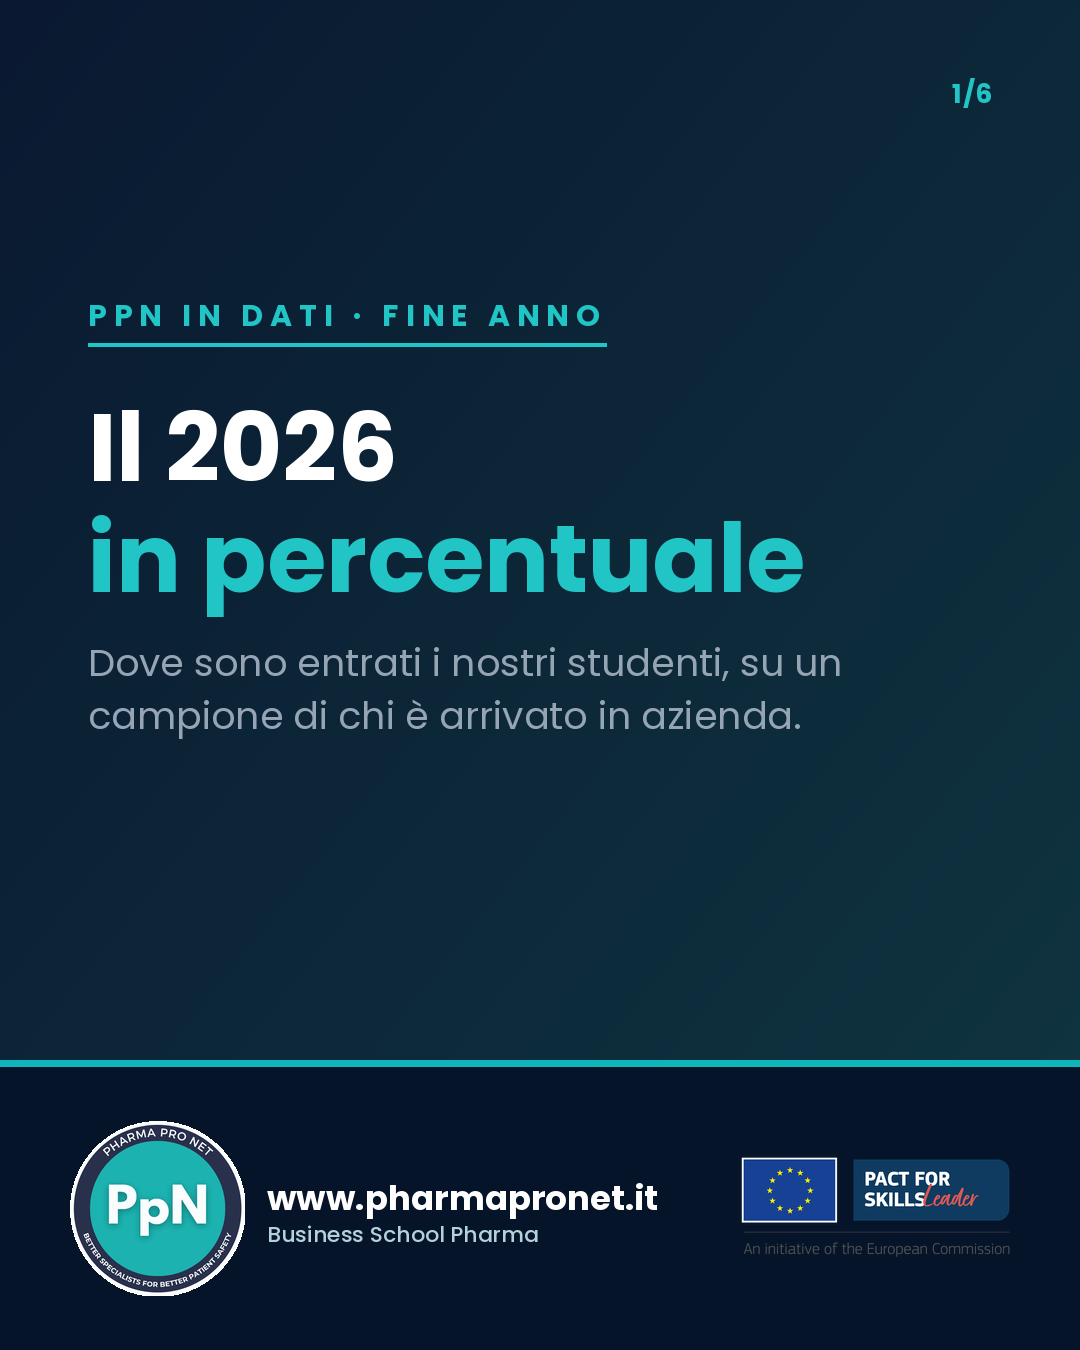 1/6
PPN IN DATI · FINE ANNO
Il 2026
in percentuale
Dove sono entrati i nostri studenti, su un
campione di chi è arrivato in azienda.
PHARMA PRO NET
PpN
BETTER SPECIALISTS FOR BETTER PATIENT SAFETY
www.pharmapronet.it
Business School Pharma
PACT FOR
SKILLS Leader
An initiative of the European Commission